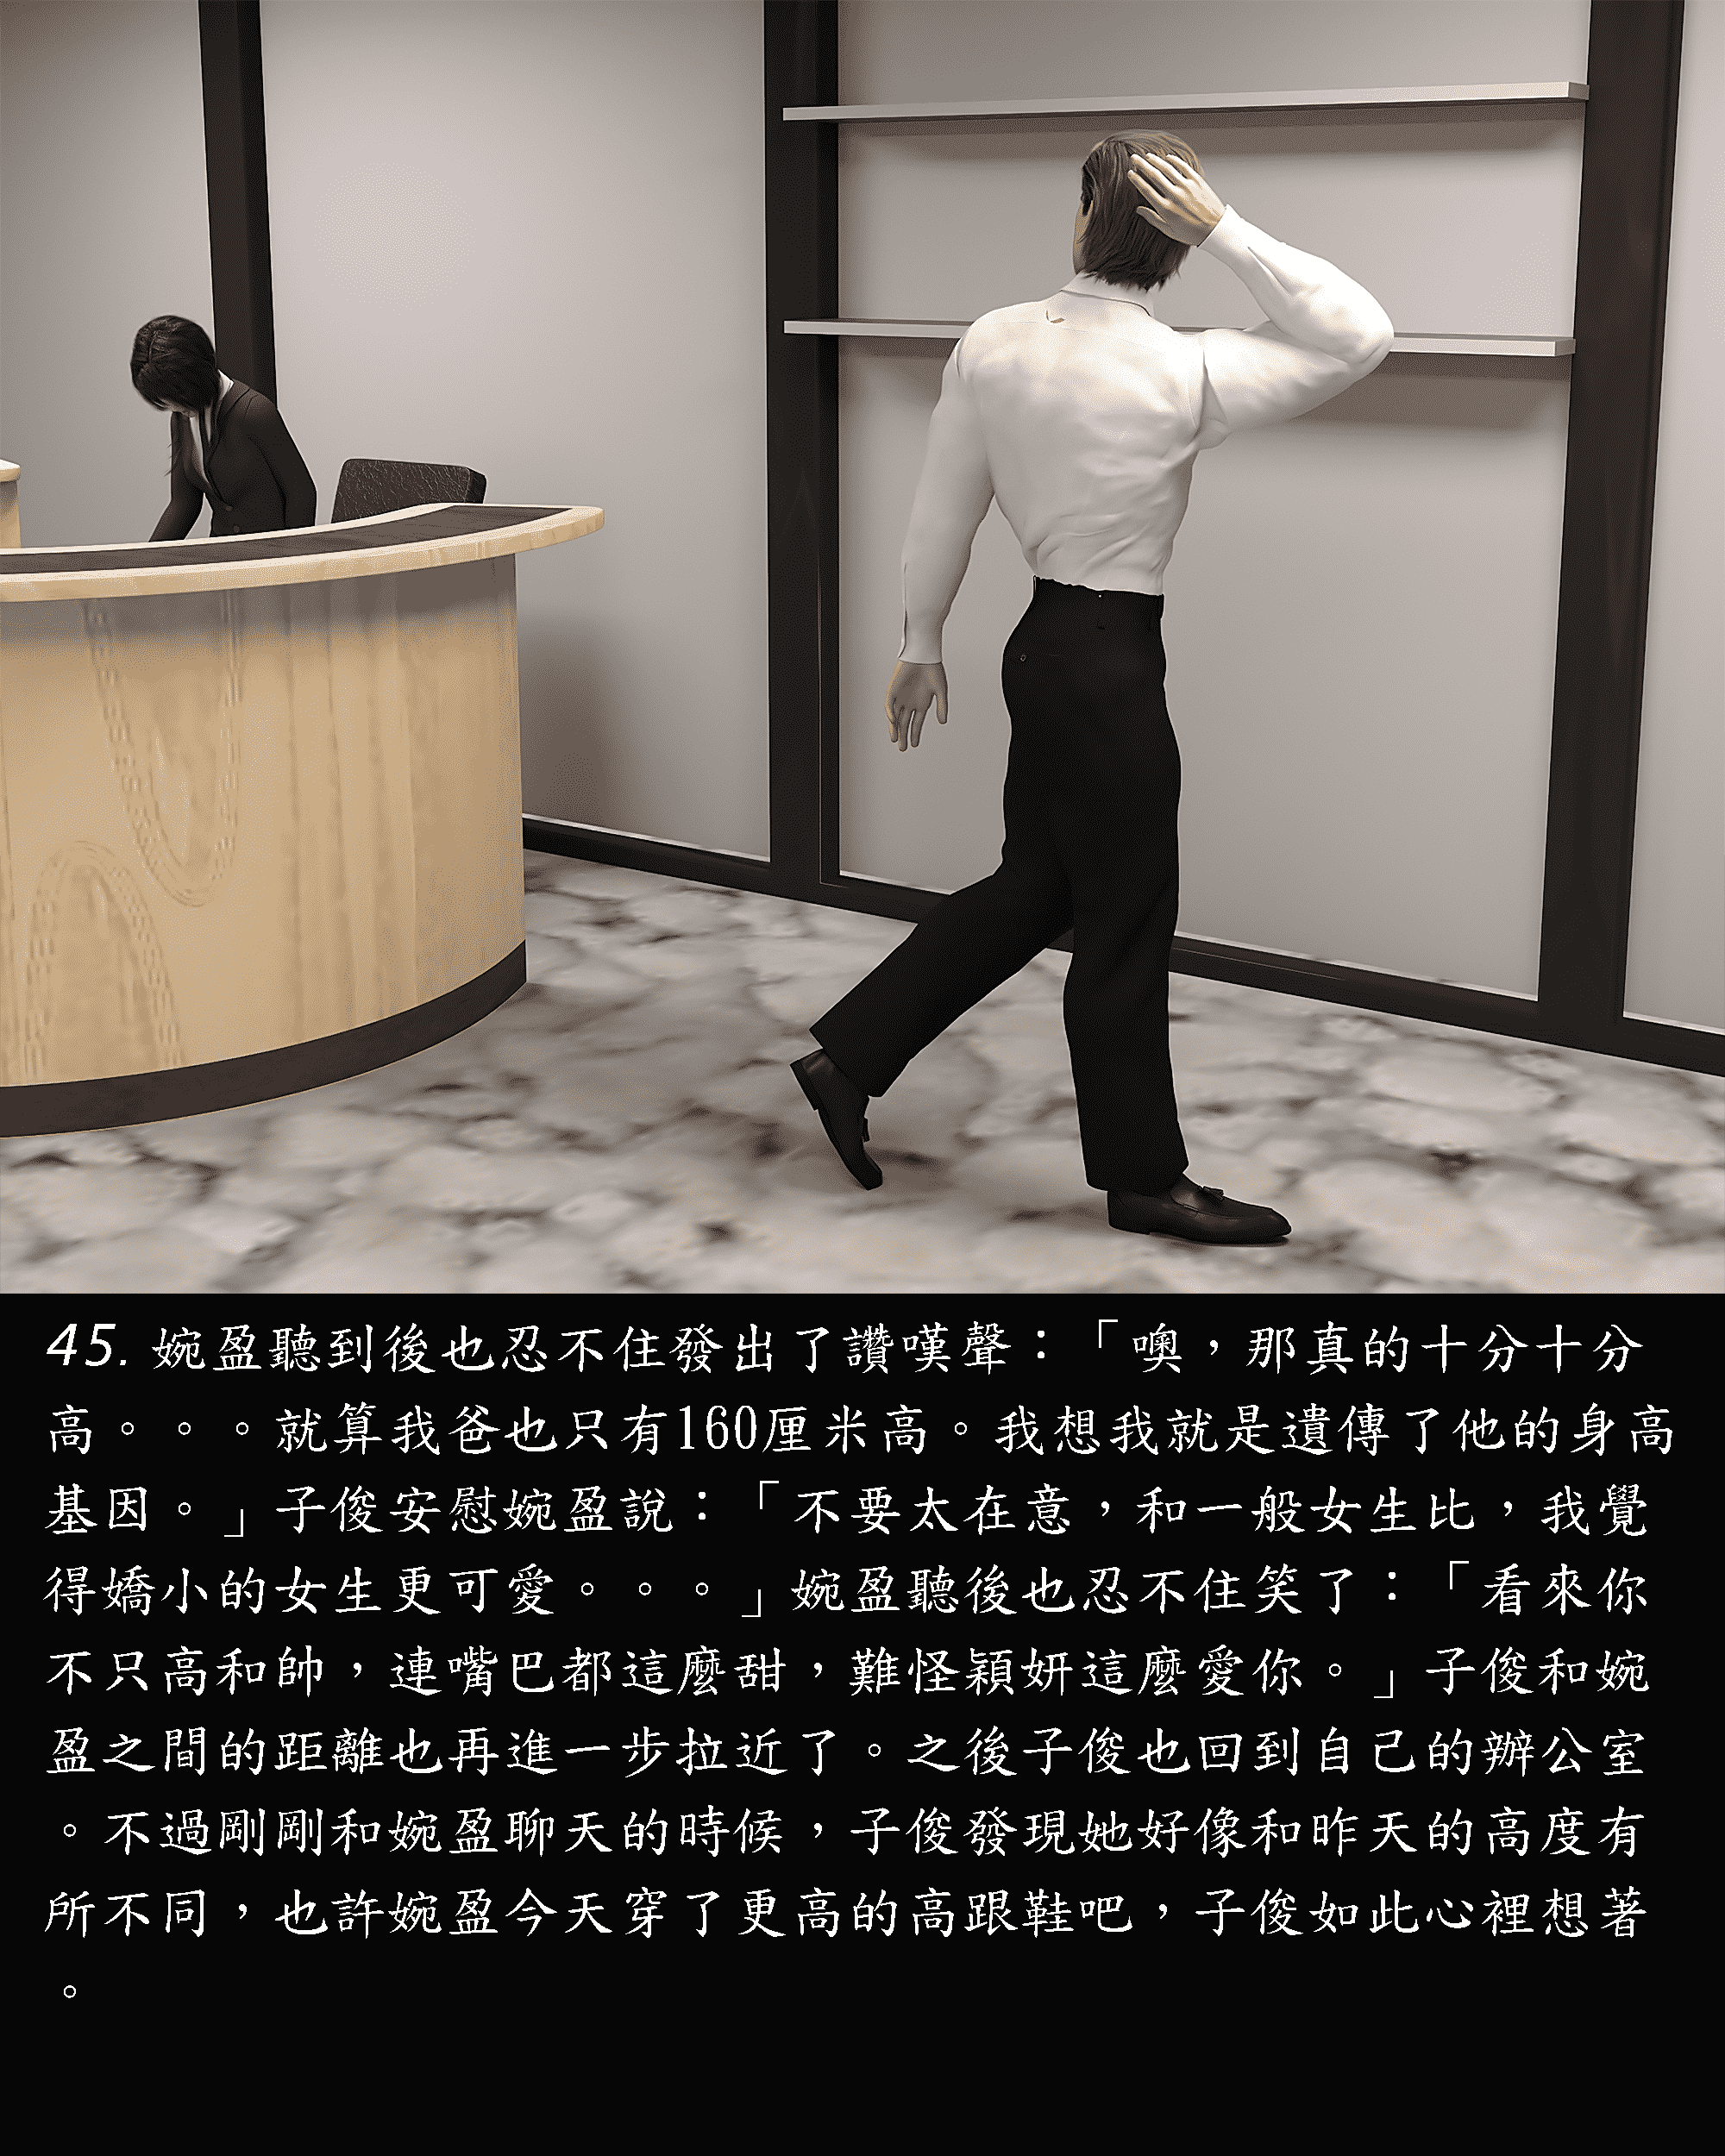 45. 婉盈聽到後也忍不住發出了讚嘆聲：「噢，那真的十分十分
高。。。就算我爸也只有160厘米高。我想我就是遺傳了他的身高
基因。」子俊安慰婉盈說：「不要太在意，和一般女生比，我覺
得嬌小的女生更可愛。。。」婉盈聽後也忍不住笑了：「看來你
不只高和帥，連嘴巴都這麼甜，難怪穎妍這麼愛你。」子俊和婉
盈之間的距離也再進一步拉近了。之後子俊也回到自己的辦公室
。不過剛剛和婉盈聊天的時候，子俊發現她好像和昨天的高度有
所不同，也許婉盈今天穿了更高的高跟鞋吧，子俊如此心裡想著
。